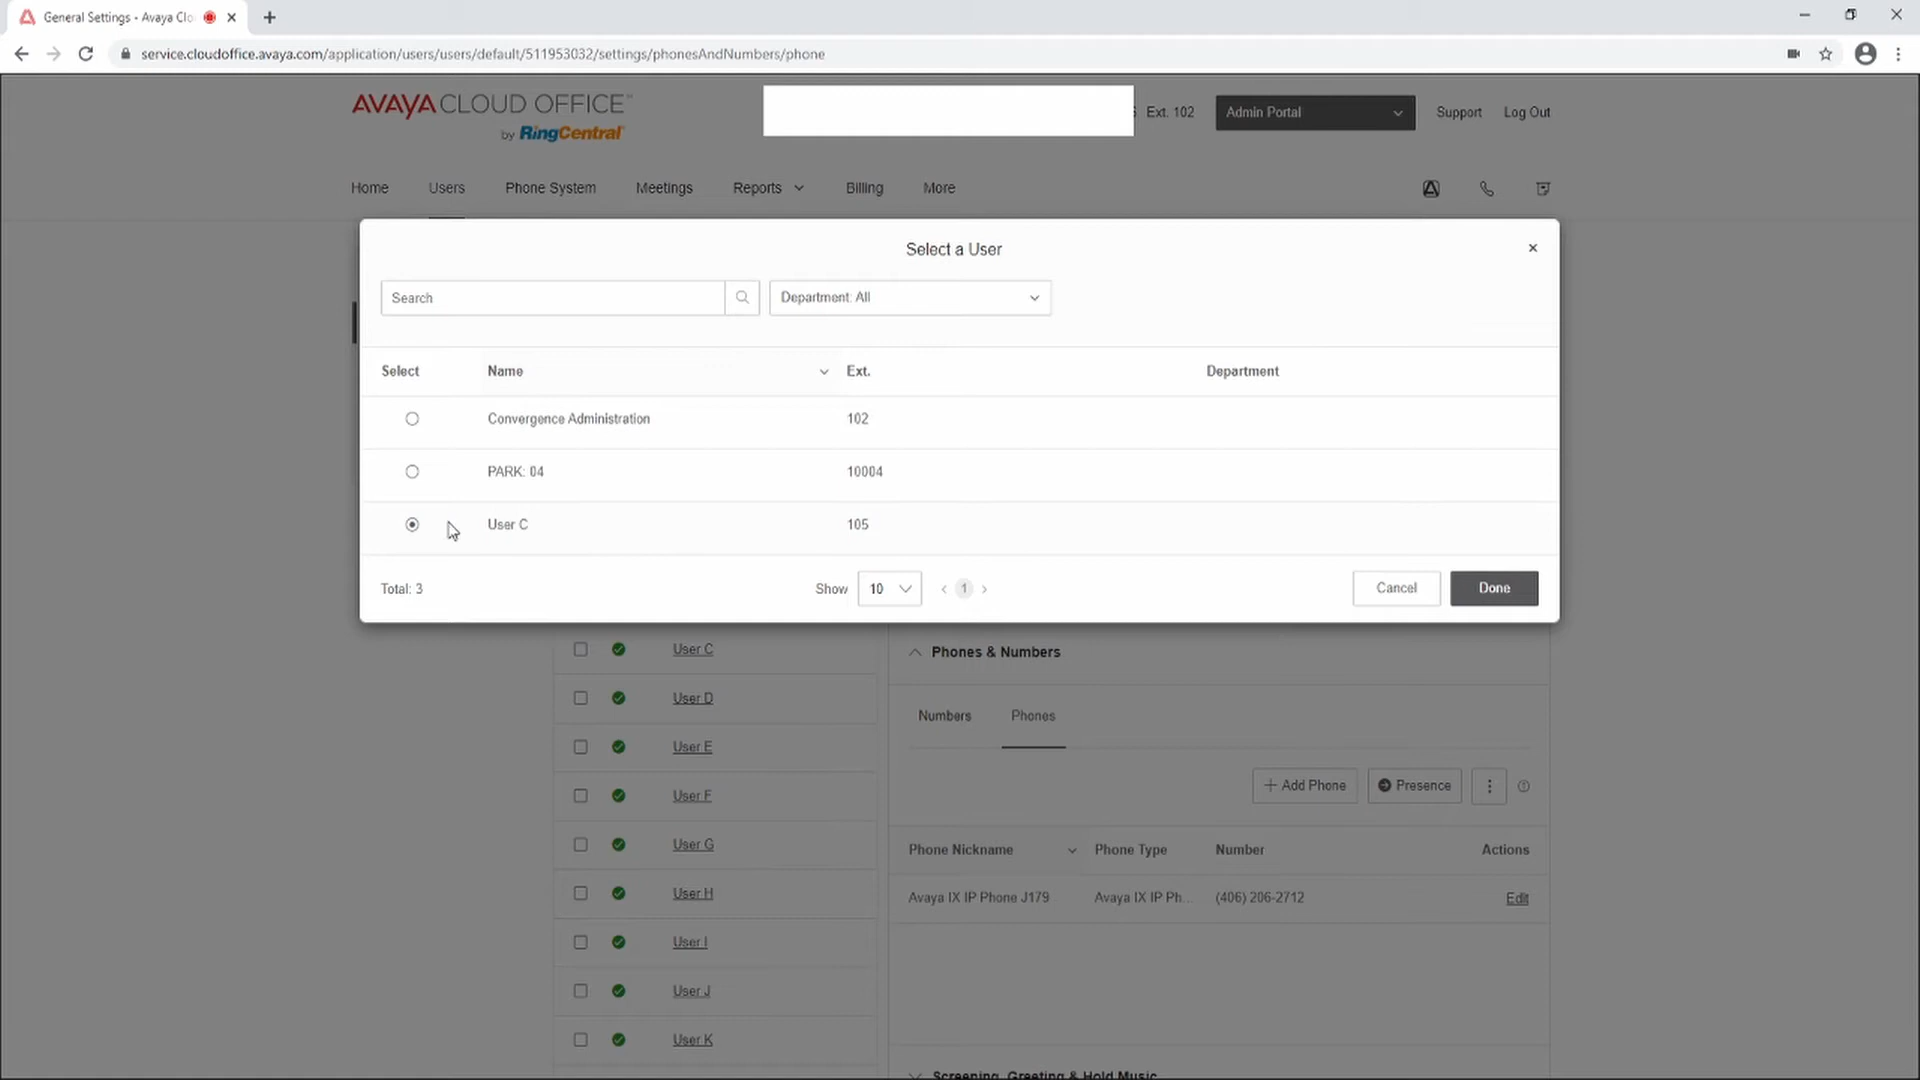 General Settings - Avaya Clo
service.cloudoffice.avaya.com/application/users/users/default/511953032/settings/phonesAndNumbers/phone
AVAYA CLOUD OFFICE™
by RingCentral
Ext. 102
Admin Portal
Support
Log Out
Home
Users
Phone System
Meetings
Reports
Billing
More
Select a User
Search
Department: All
Select
Name
Ext.
Department
Convergence Administration
102
PARK: 04
10004
User C
105
Total: 3
Show
10
1
Cancel
Done
User C
User D
User E
User F
User G
User H
User I
User J
User K
Phones & Numbers
Numbers
Phones
Add Phone
Presence
Phone Nickname
Phone Type
Number
Actions
Avaya IX IP Phone J179
Avaya IX IP Ph...
(406) 206-2712
Edit
Screening, Greeting & Hold Music